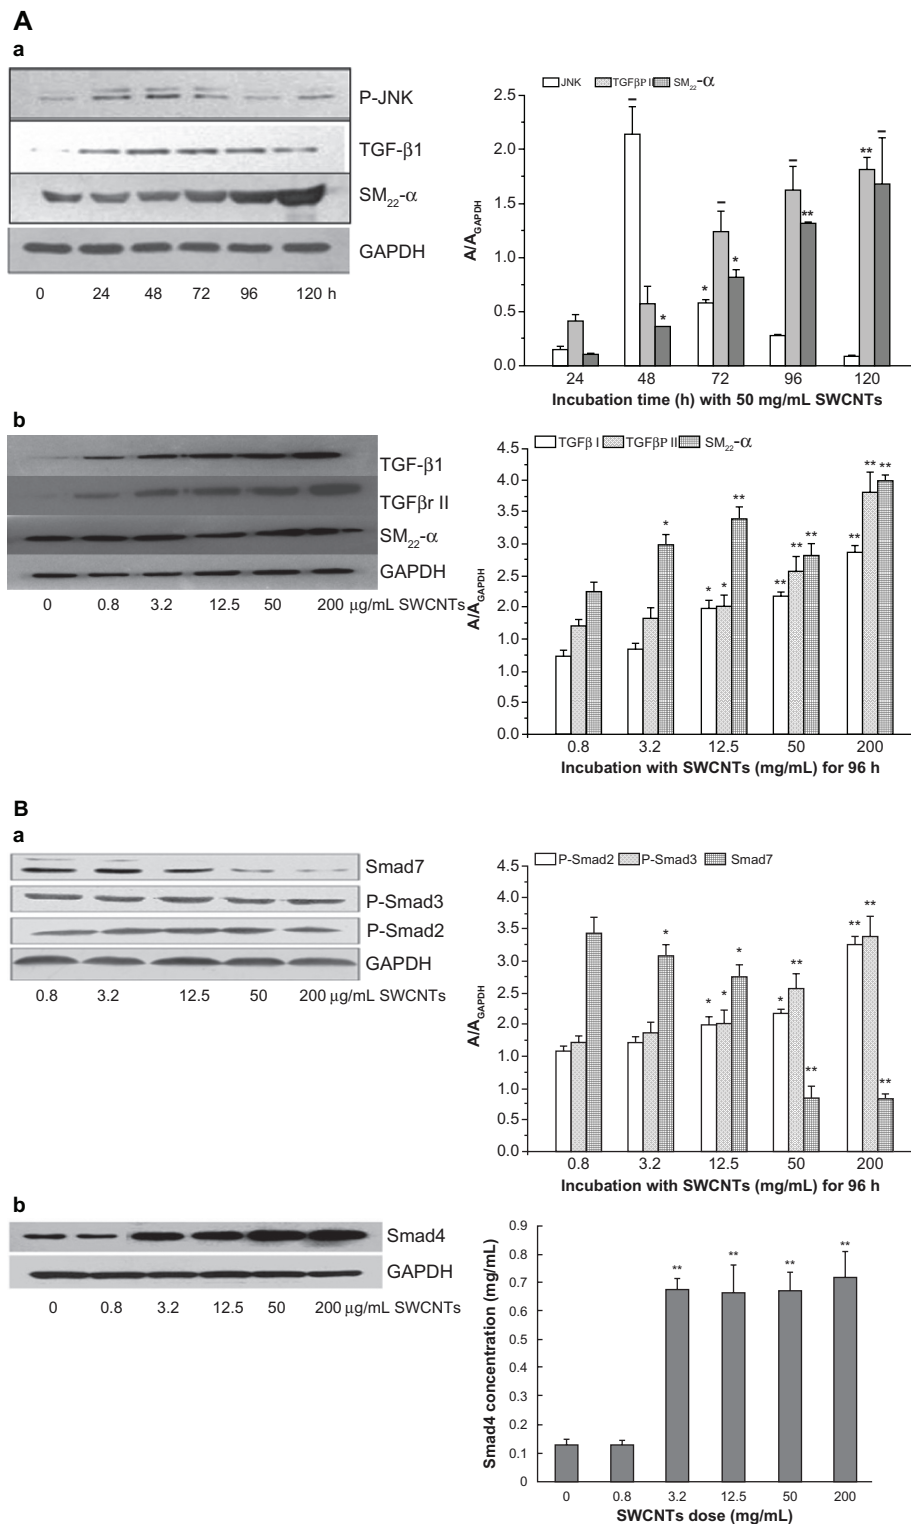 A
a
P-JNK
TGF-β1
SM22-α
GAPDH
0 24 48 72 96 120 h
JNK TGFβP II SM22-α
2.5
2.0
1.5
1.0
0.5
0.0
A/AGAPDH
– * – * * – ** ** –
24 48 72 96 120
Incubation time (h) with 50 mg/mL SWCNTs
b
TGF-β1
TGFβr II
SM22-α
GAPDH
0 0.8 3.2 12.5 50 200 μg/mL SWCNTs
TGFβ I TGFβP II SM22-α
4.5
4.0
3.5
3.0
2.5
2.0
1.0
1.0
0.5
0.0
A/AGAPDH
* * * ** ** ** ** ** ** **
0.8 3.2 12.5 50 200
Incubation with SWCNTs (mg/mL) for 96 h
B
a
Smad7
P-Smad3
P-Smad2
GAPDH
0.8 3.2 12.5 50 200 μg/mL SWCNTs
P-Smad2 P-Smad3 Smad7
4.5
4.0
3.5
3.0
2.5
2.0
1.0
1.0
0.5
0.0
A/AGAPDH
* * * * * ** ** ** ** **
0.8 3.2 12.5 50 200
Incubation with SWCNTs (mg/mL) for 96 h
b
Smad4
GAPDH
0 0.8 3.2 12.5 50 200 μg/mL SWCNTs
0.9
0.8
0.7
0.6
0.5
0.4
0.3
0.2
0.1
0
Smad4 concentration (mg/mL)
** ** ** **
0 0.8 3.2 12.5 50 200
SWCNTs dose (mg/mL)